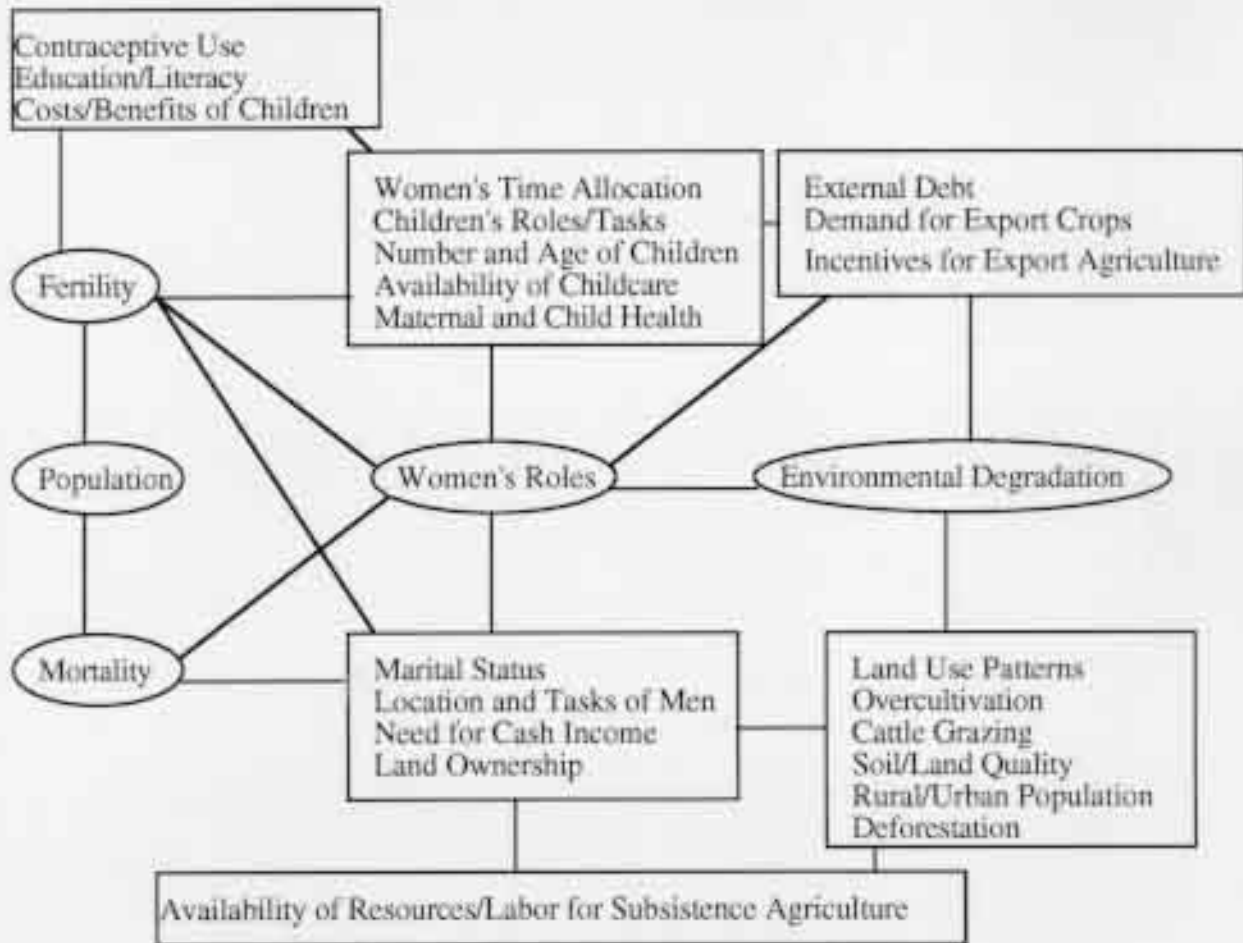 Contraceptive Use
Education/Literacy
Costs/Benefits of Children
Women's Time Allocation
Children's Roles/Tasks
Number and Age of Children
Availability of Childcare
Maternal and Child Health
External Debt
Demand for Export Crops
Incentives for Export Agriculture
Fertility
Population
Women's Roles
Environmental Degradation
Mortality
Marital Status
Location and Tasks of Men
Need for Cash Income
Land Ownership
Land Use Patterns
Overcultivation
Cattle Grazing
Soil/Land Quality
Rural/Urban Population
Deforestation
Availability of Resources/Labor for Subsistence Agriculture